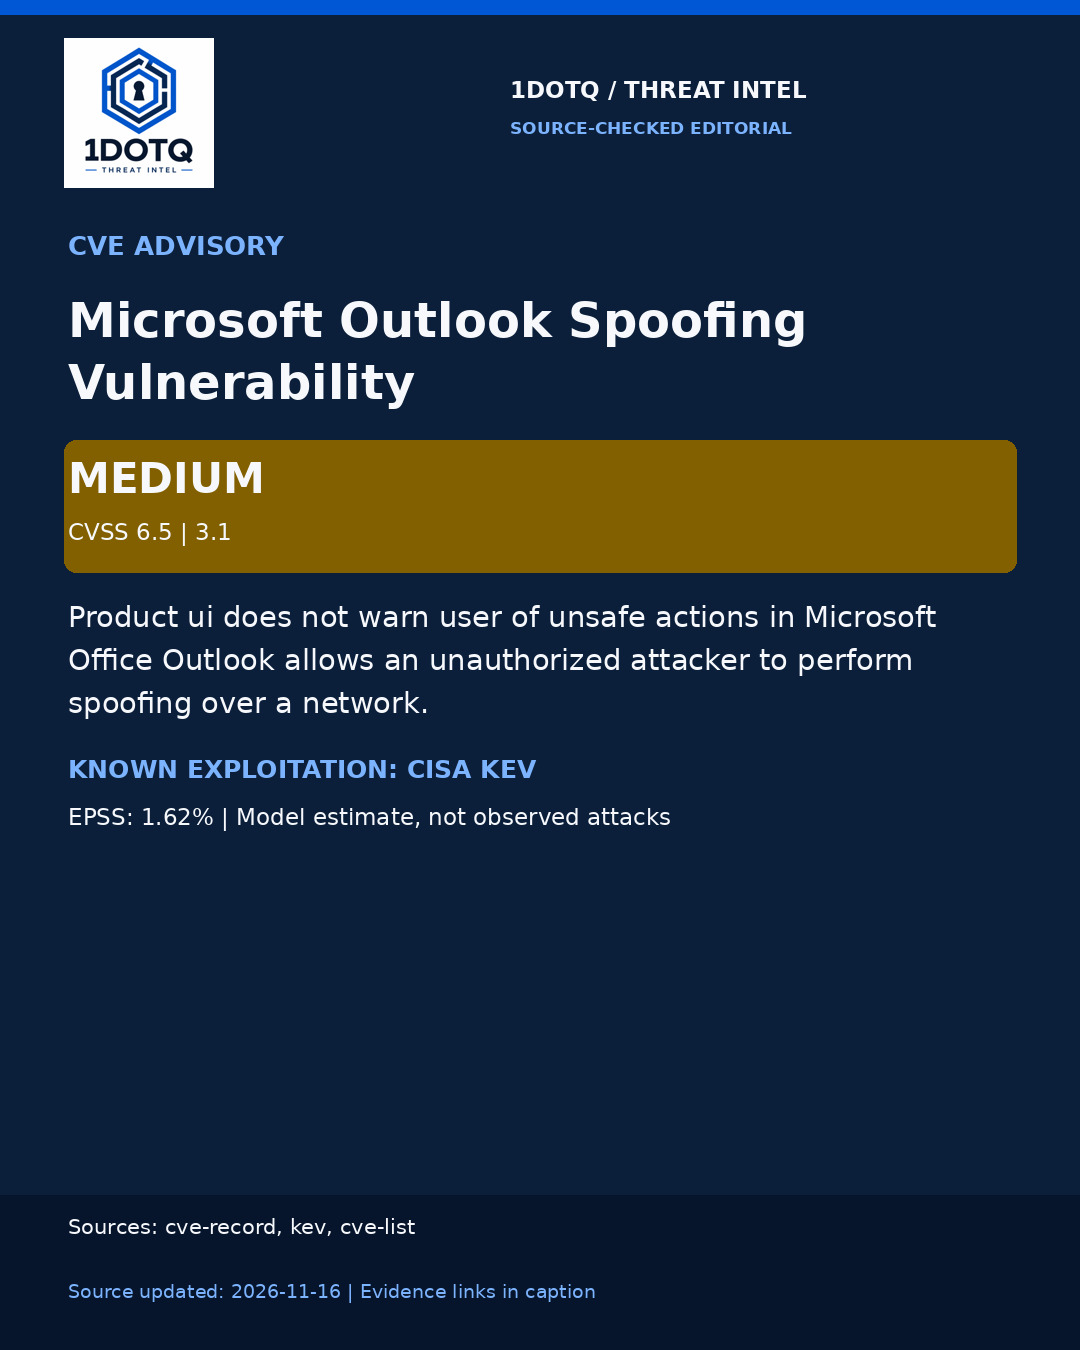 1DOTQ
THREAT INTEL
1DOTQ / THREAT INTEL
SOURCE-CHECKED EDITORIAL
CVE ADVISORY
Microsoft Outlook Spoofing
Vulnerability
MEDIUM
CVSS 6.5 | 3.1
Product ui does not warn user of unsafe actions in Microsoft
Office Outlook allows an unauthorized attacker to perform
spoofing over a network.
KNOWN EXPLOITATION: CISA KEV
EPSS: 1.62% | Model estimate, not observed attacks
Sources: cve-record, kev, cve-list
Source updated: 2026-11-16 | Evidence links in caption